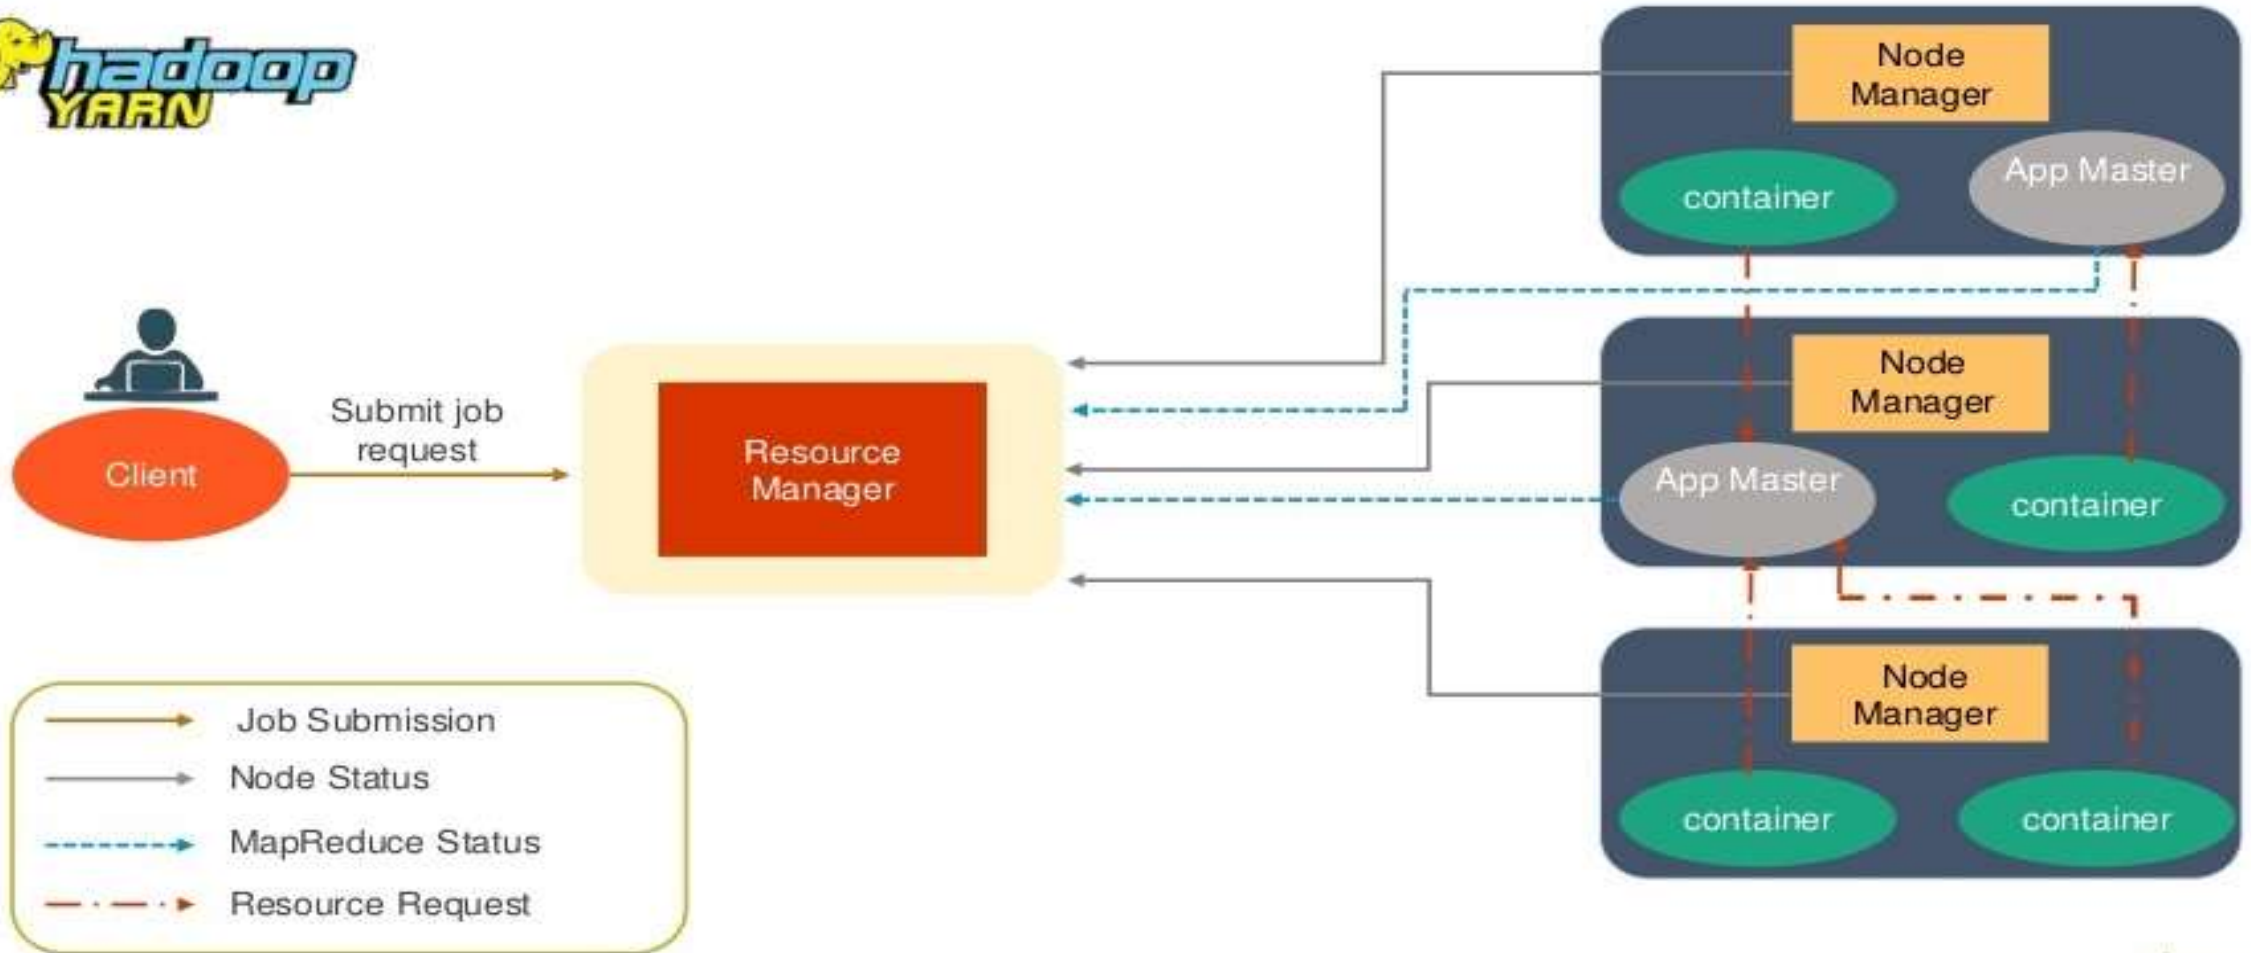 hadoop
YARN
Client
Submit job
request
Resource
Manager
Node
Manager
container
App Master
Node
Manager
App Master
container
Node
Manager
container
container
Job Submission
Node Status
MapReduce Status
Resource Request